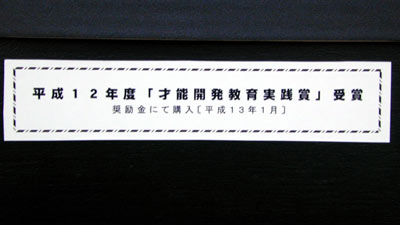 平成１２年度「才能開発教育実践賞」受賞
奨励金にて購入〔平成13年1月〕